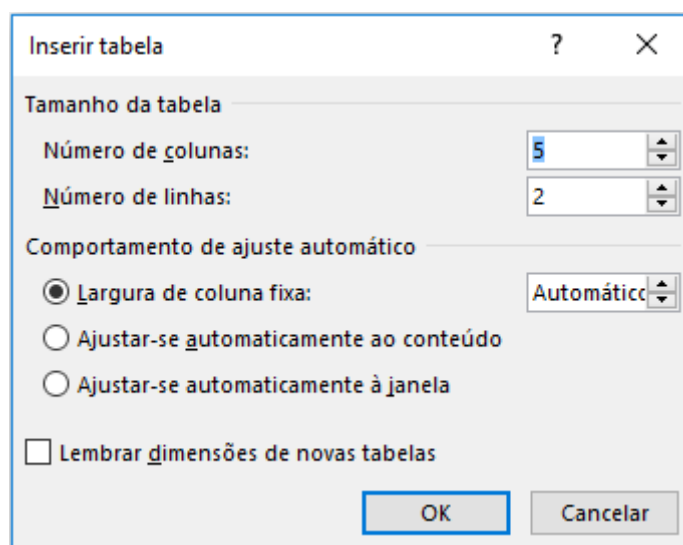 Inserir tabela ?
Tamanho da tabela
Número de colunas: 5
Número de linhas: 2
Comportamento de ajuste automático
Largura de coluna fixa: Automátic
Ajustar-se automaticamente ao conteúdo
Ajustar-se automaticamente à janela
Lembrar dimensões de novas tabelas
OK Cancelar